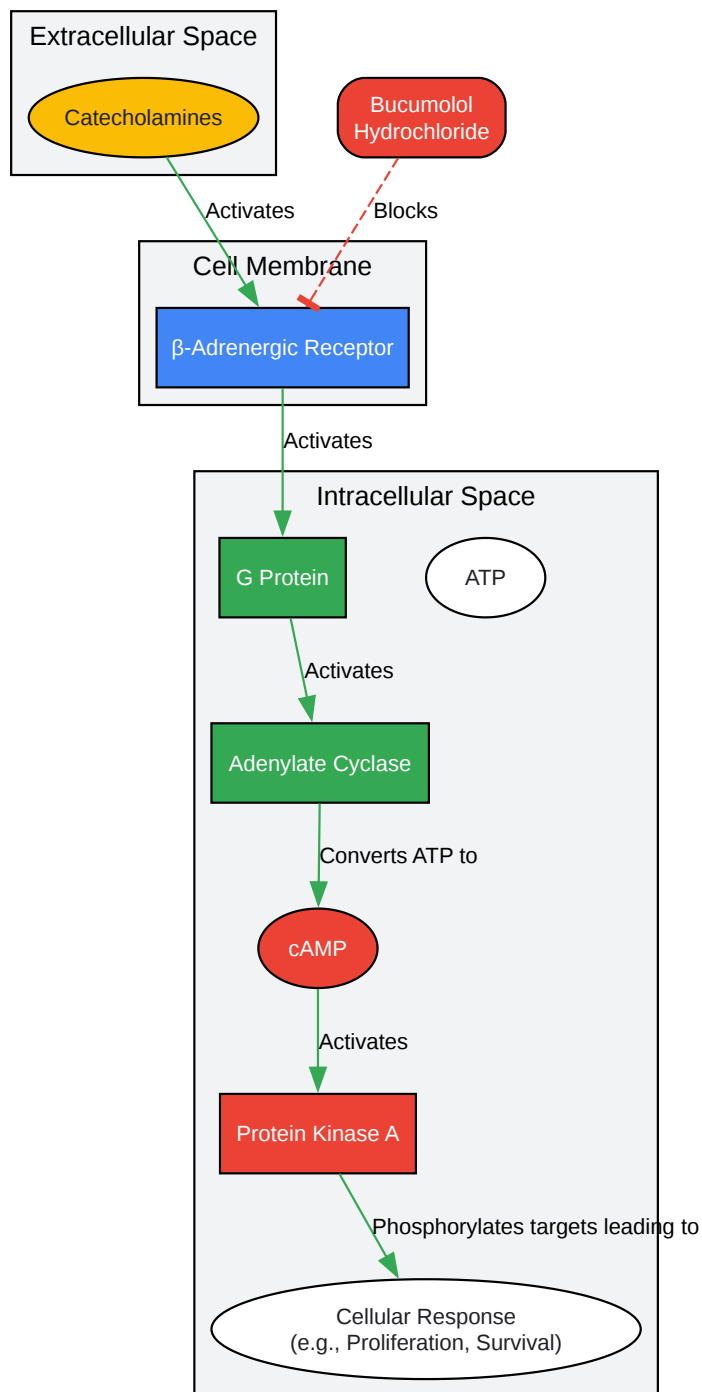 Extracellular Space
Catecholamines
Bucumolol
Hydrochloride
Activates
Blocks
Cell Membrane
β-Adrenergic Receptor
Activates
Intracellular Space
G Protein
ATP
Activates
Adenylate Cyclase
Converts ATP to
cAMP
Activates
Protein Kinase A
Phosphorylates targets leading to
Cellular Response
(e.g., Proliferation, Survival)